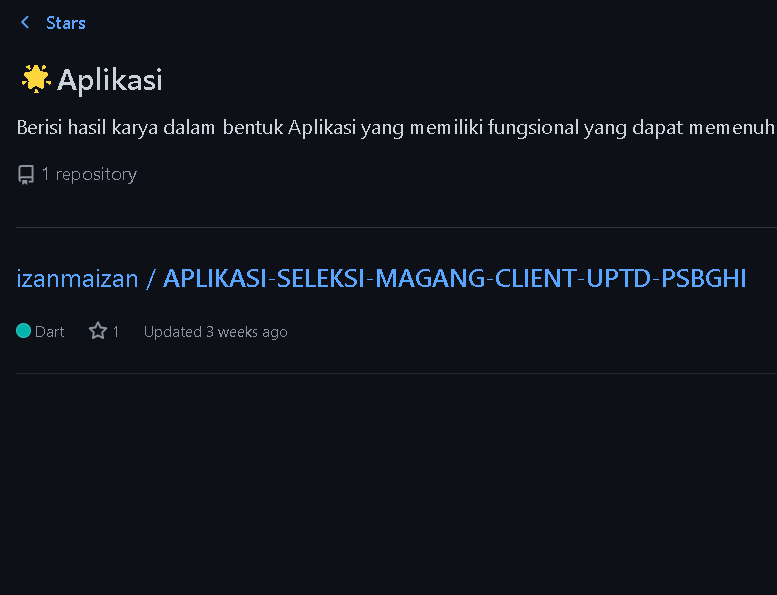 Stars
🌟 Aplikasi
Berisi hasil karya dalam bentuk Aplikasi yang memiliki fungsional yang dapat memenuh
1 repository
izanmaizan / APLIKASI-SELEKSI-MAGANG-CLIENT-UPTD-PSBGHI
Dart 1 Updated 3 weeks ago